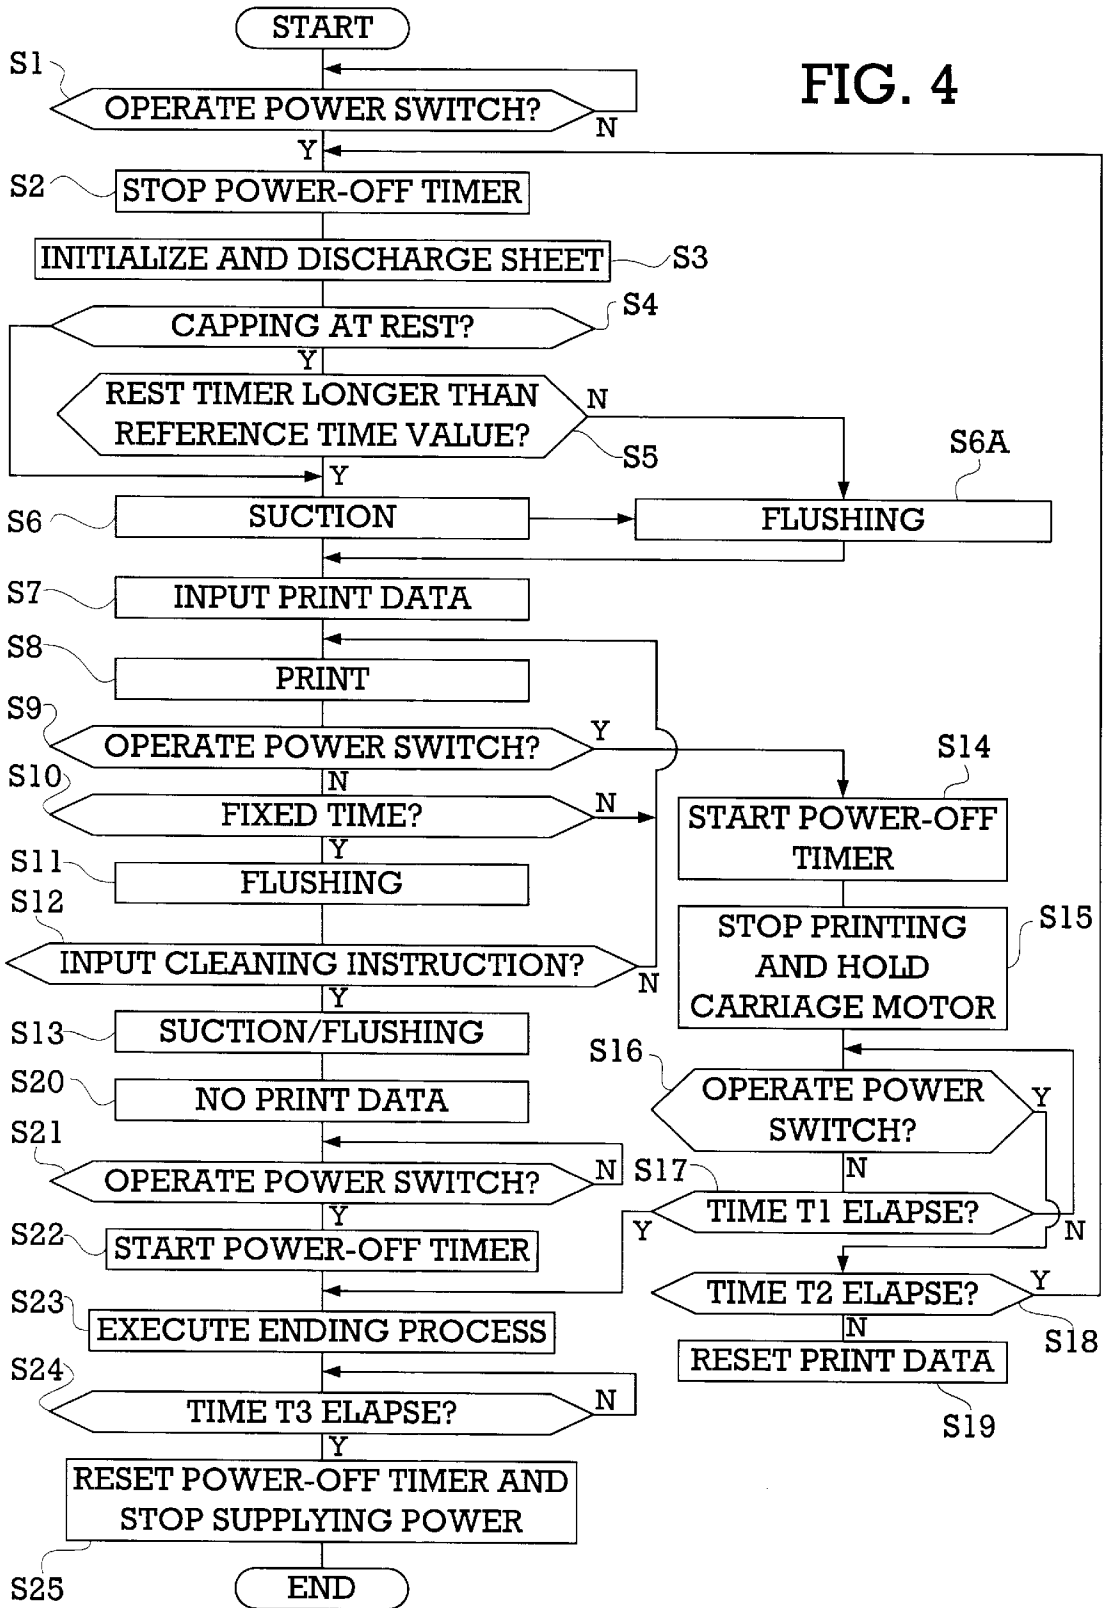 START
S1
FIG. 4
OPERATE POWER SWITCH?
N
Y
S2
STOP POWER-OFF TIMER
INITIALIZE AND DISCHARGE SHEET
S3
S4
CAPPING AT REST?
Y
REST TIMER LONGER THAN
REFERENCE TIME VALUE?
N
S5
Y
S6A
S6
SUCTION
FLUSHING
S7
INPUT PRINT DATA
S8
PRINT
S9
OPERATE POWER SWITCH?
Y
N
S10
FIXED TIME?
N
Y
S11
FLUSHING
S12
INPUT CLEANING INSTRUCTION?
N
Y
S13
SUCTION/FLUSHING
S20
NO PRINT DATA
S21
OPERATE POWER SWITCH?
N
Y
S22
START POWER-OFF TIMER
S23
EXECUTE ENDING PROCESS
S24
TIME T3 ELAPSE?
N
Y
RESET POWER-OFF TIMER AND
STOP SUPPLYING POWER
S25
END
S14
START POWER-OFF
TIMER
S15
STOP PRINTING
AND HOLD
CARRIAGE MOTOR
S16
OPERATE POWER
SWITCH?
Y
N
S17
TIME T1 ELAPSE?
Y
N
TIME T2 ELAPSE?
Y
N
S18
RESET PRINT DATA
S19